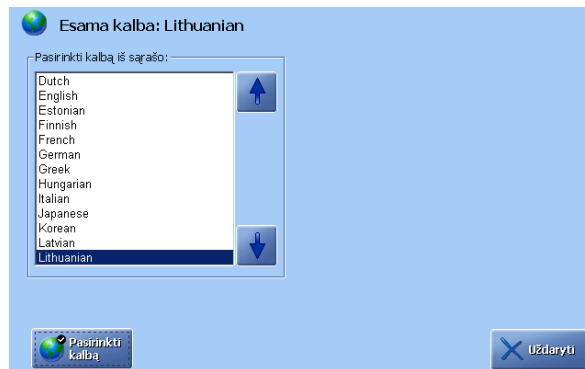 Esama kalba: Lithuanian
Pasirinkti kalbą iš sąrašo:
Dutch
English
Estonian
Finnish
French
German
Greek
Hungarian
Italian
Japanese
Korean
Latvian
Lithuanian
Pasirinkti
kalbą
Uždaryti